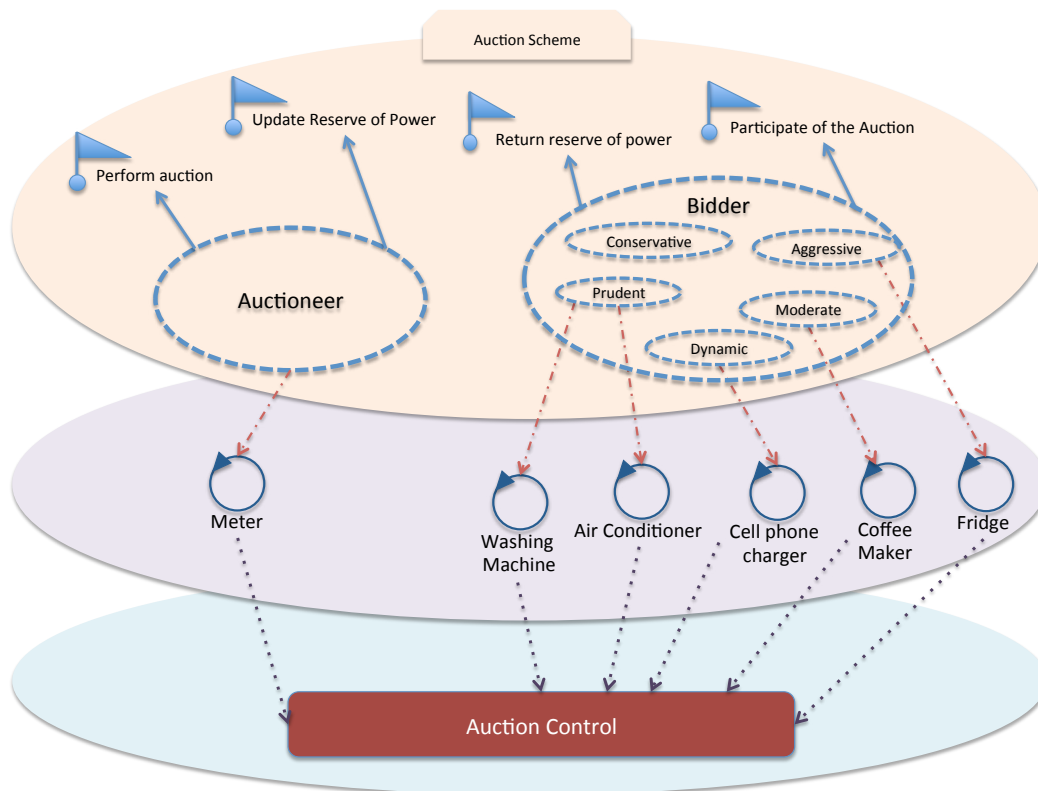 Auction Scheme
Update Reserve of Power
Return reserve of power
Participate of the Auction
Perform auction
Bidder
Conservative
Aggressive
Auctioneer
Prudent
Moderate
Dynamic
Meter
Washing
Machine
Air Conditioner
Cell phone
charger
Coffee
Maker
Fridge
Auction Control